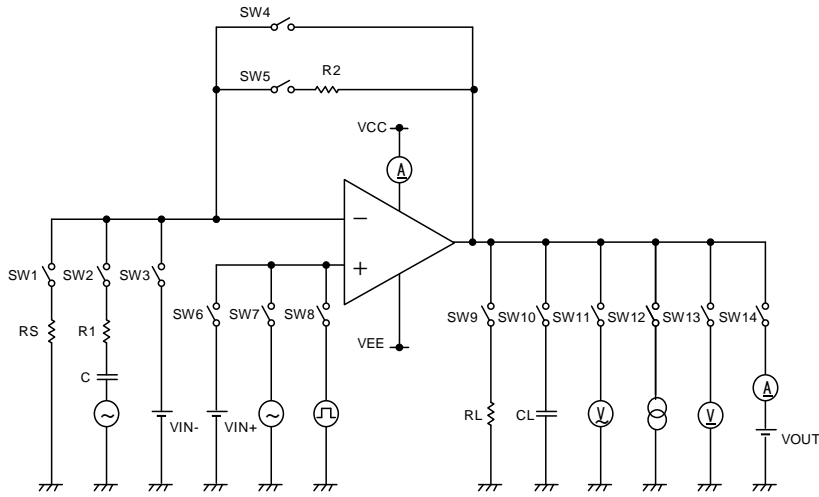 SW4
SW5 R2
VCC
A
−
+
SW1 SW2 SW3
SW6 SW7 SW8
SW9 SW10 SW11 SW12 SW13 SW14
VEE
RS R1
C
VIN- VIN+
RL CL V V
A
VOUT